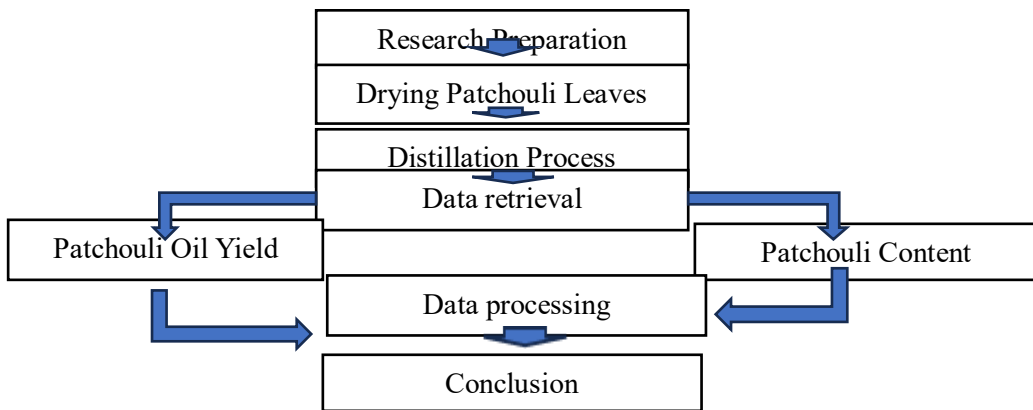 Research Preparation
Drying Patchouli Leaves
Distillation Process
Data retrieval
Patchouli Oil Yield
Patchouli Content
Data processing
Conclusion